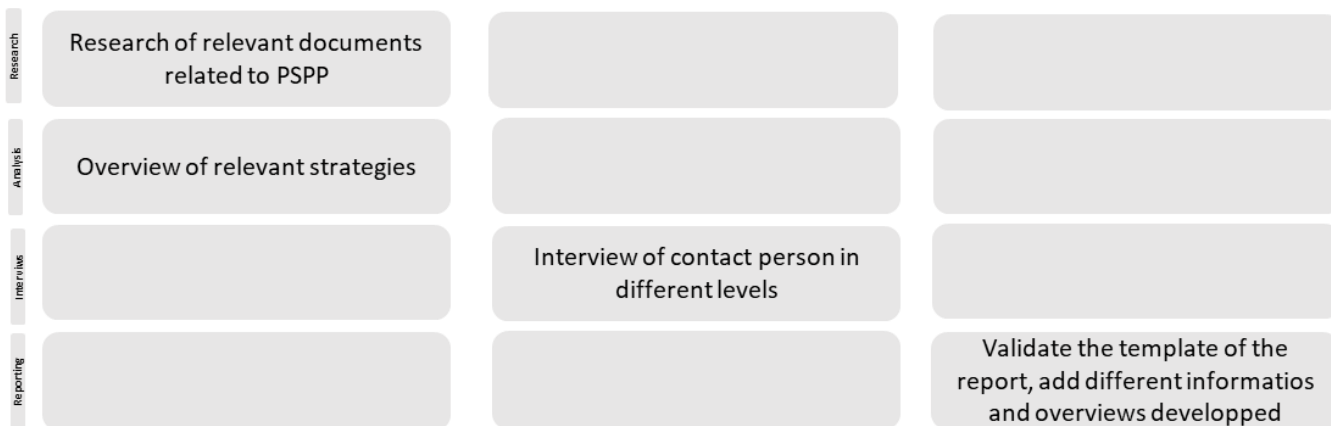 Research
Research of relevant documents
related to PSPP
Analysis
Overview of relevant strategies
Interviws
Interview of contact person in
different levels
Reporting
Validate the template of the
report, add different informatios
and overviews developped